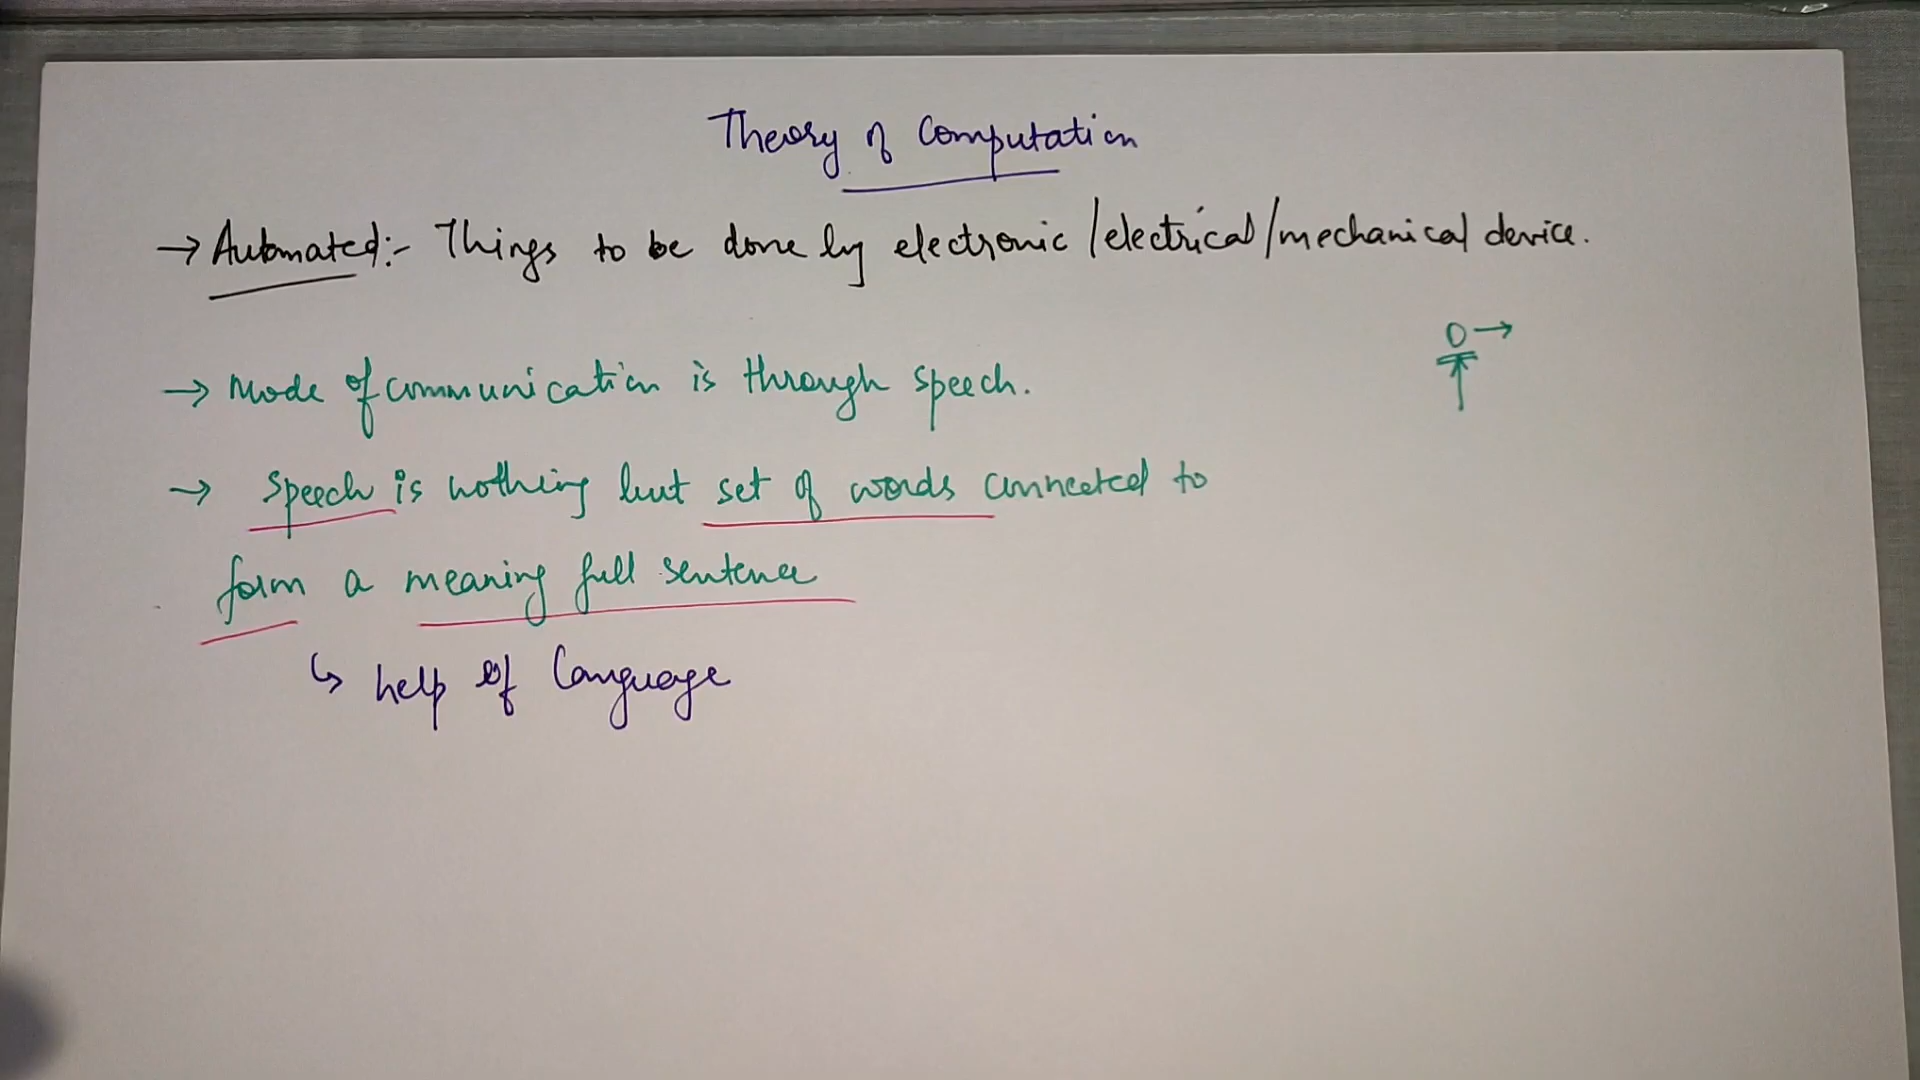 Theory of Computation
→ Automated:- Things to be done by electronic/electrical/mechanical device.
→ Mode of communication is through speech.
→ Speech is nothing but set of words connected to
form a meaning full sentence
↳ help of Language